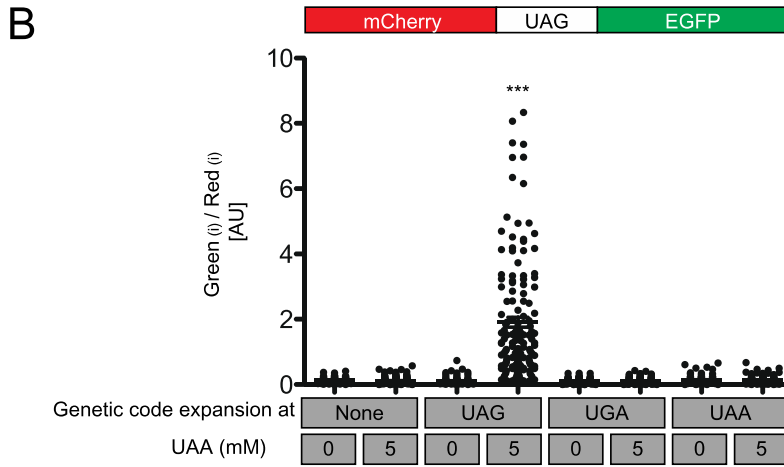 B
mCherry UAG EGFP
***
Green (i) / Red (i)
[AU]
10
8
6
4
2
0
Genetic code expansion at None UAG UGA UAA
UAA (mM) 0 5 0 5 0 5 0 5